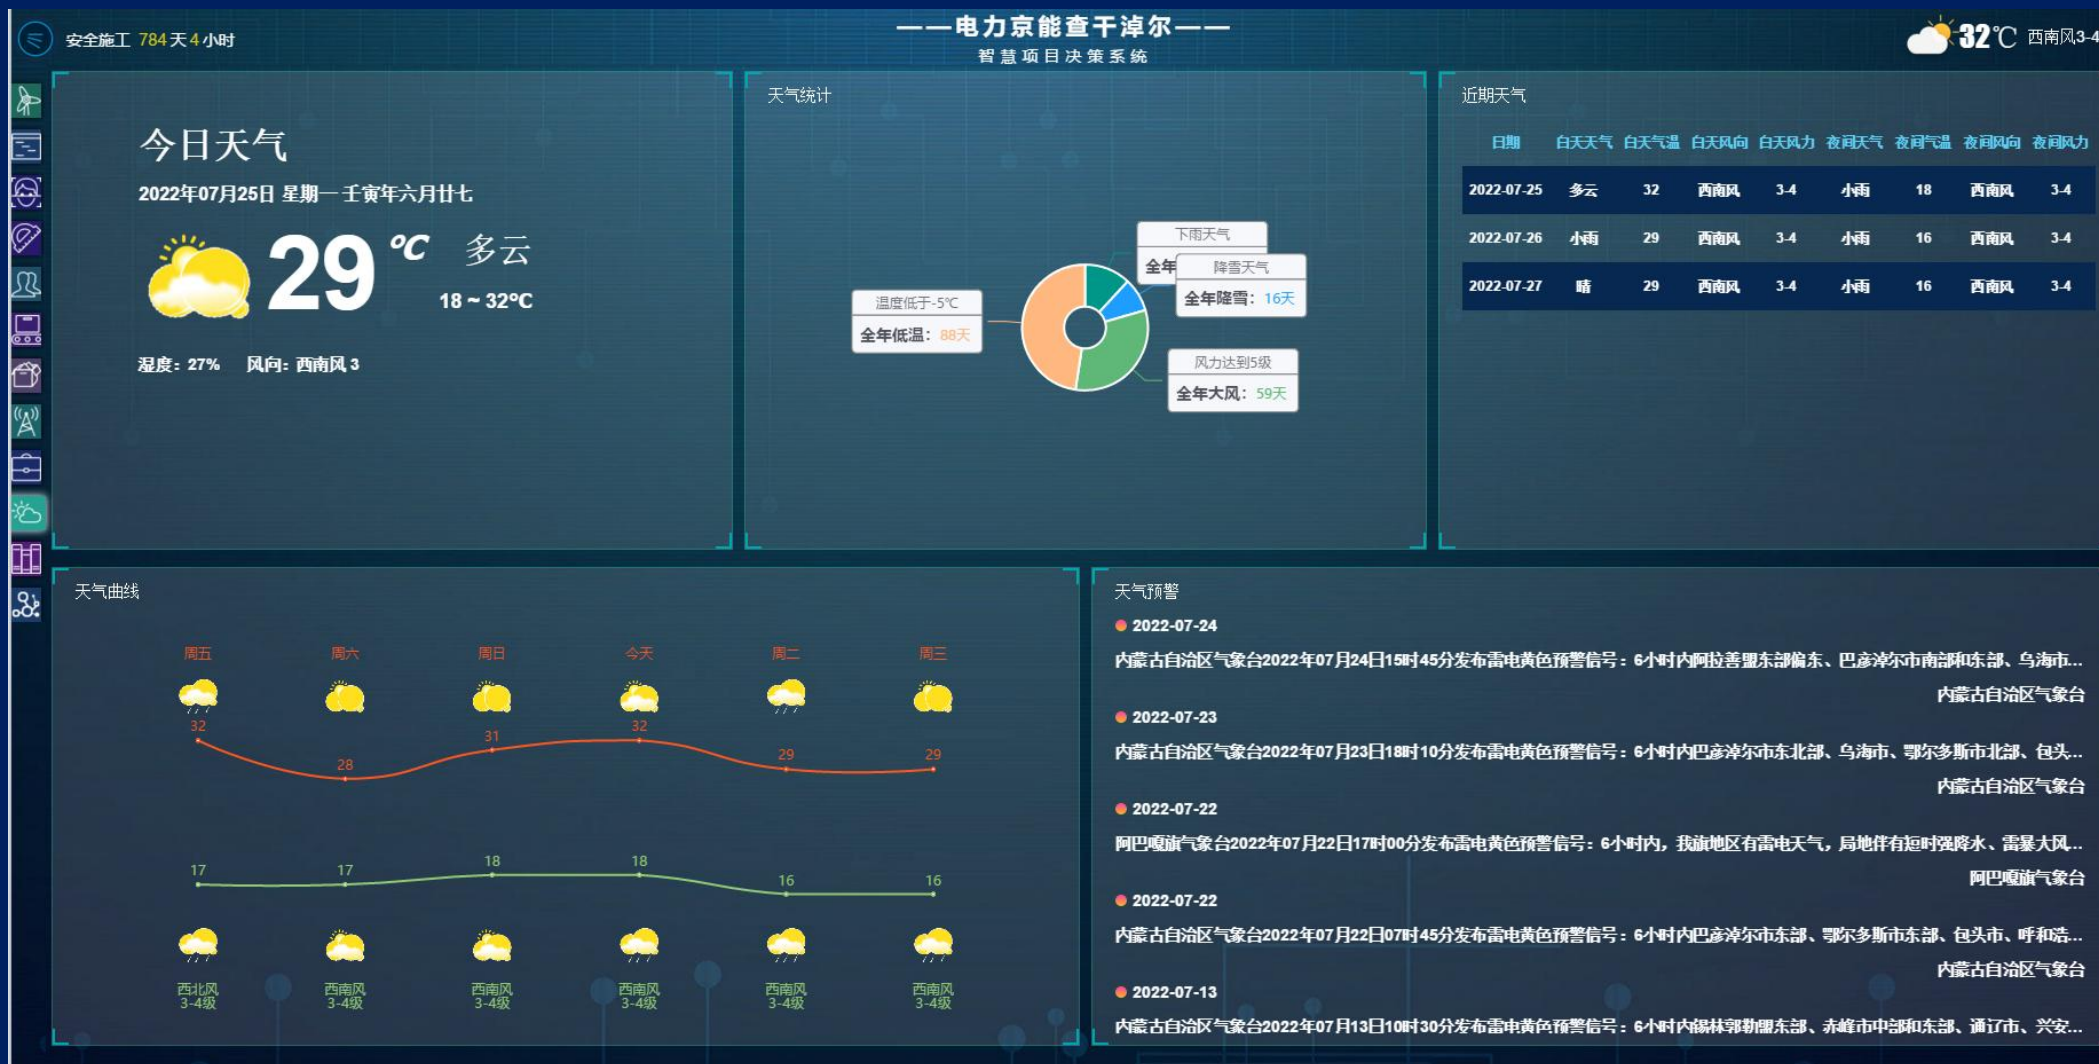 安全施工 784天4小时
——电力京能查干淖尔——
智慧项目决策系统
32℃ 西南风3-4
今日天气
2022年07月25日 星期一 壬寅年六月廿七
29 ℃ 多云
18 ~ 32℃
湿度：27% 风向：西南风 3
天气统计
下雨天气
全年
降雪天气
全年降雪：16天
温度低于-5℃
全年低温：88天
风力达到5级
全年大风：59天
近期天气
日期 白天天气 白天气温 白天风向 白天风力 夜间天气 夜间气温 夜间风向 夜间风力
2022-07-25 多云 32 西南风 3-4 小雨 18 西南风 3-4
2022-07-26 小雨 29 西南风 3-4 小雨 16 西南风 3-4
2022-07-27 晴 29 西南风 3-4 小雨 16 西南风 3-4
天气曲线
周五 周六 周日 今天 周二 周三
32 28 31 32 29 29
17 17 18 18 16 16
西北风 西南风 西南风 西南风 西南风 西南风
3-4级 3-4级 3-4级 3-4级 3-4级 3-4级
天气预警
2022-07-24
内蒙古自治区气象台2022年07月24日15时45分发布雷电黄色预警信号：6小时内阿拉善盟东部偏东、巴彦淖尔市南部和东部、乌海市...
内蒙古自治区气象台
2022-07-23
内蒙古自治区气象台2022年07月23日18时10分发布雷电黄色预警信号：6小时内巴彦淖尔市东北部、乌海市、鄂尔多斯市北部、包头...
内蒙古自治区气象台
2022-07-22
阿巴嘎旗气象台2022年07月22日17时00分发布雷电黄色预警信号：6小时内，我旗地区有雷电天气，局地伴有短时强降水、雷暴大风...
阿巴嘎旗气象台
2022-07-22
内蒙古自治区气象台2022年07月22日07时45分发布雷电黄色预警信号：6小时内巴彦淖尔市东部、鄂尔多斯市东部、包头市、呼和浩...
内蒙古自治区气象台
2022-07-13
内蒙古自治区气象台2022年07月13日10时30分发布雷电黄色预警信号：6小时内锡林郭勒盟东部、赤峰市中部和东部、通辽市、兴安...